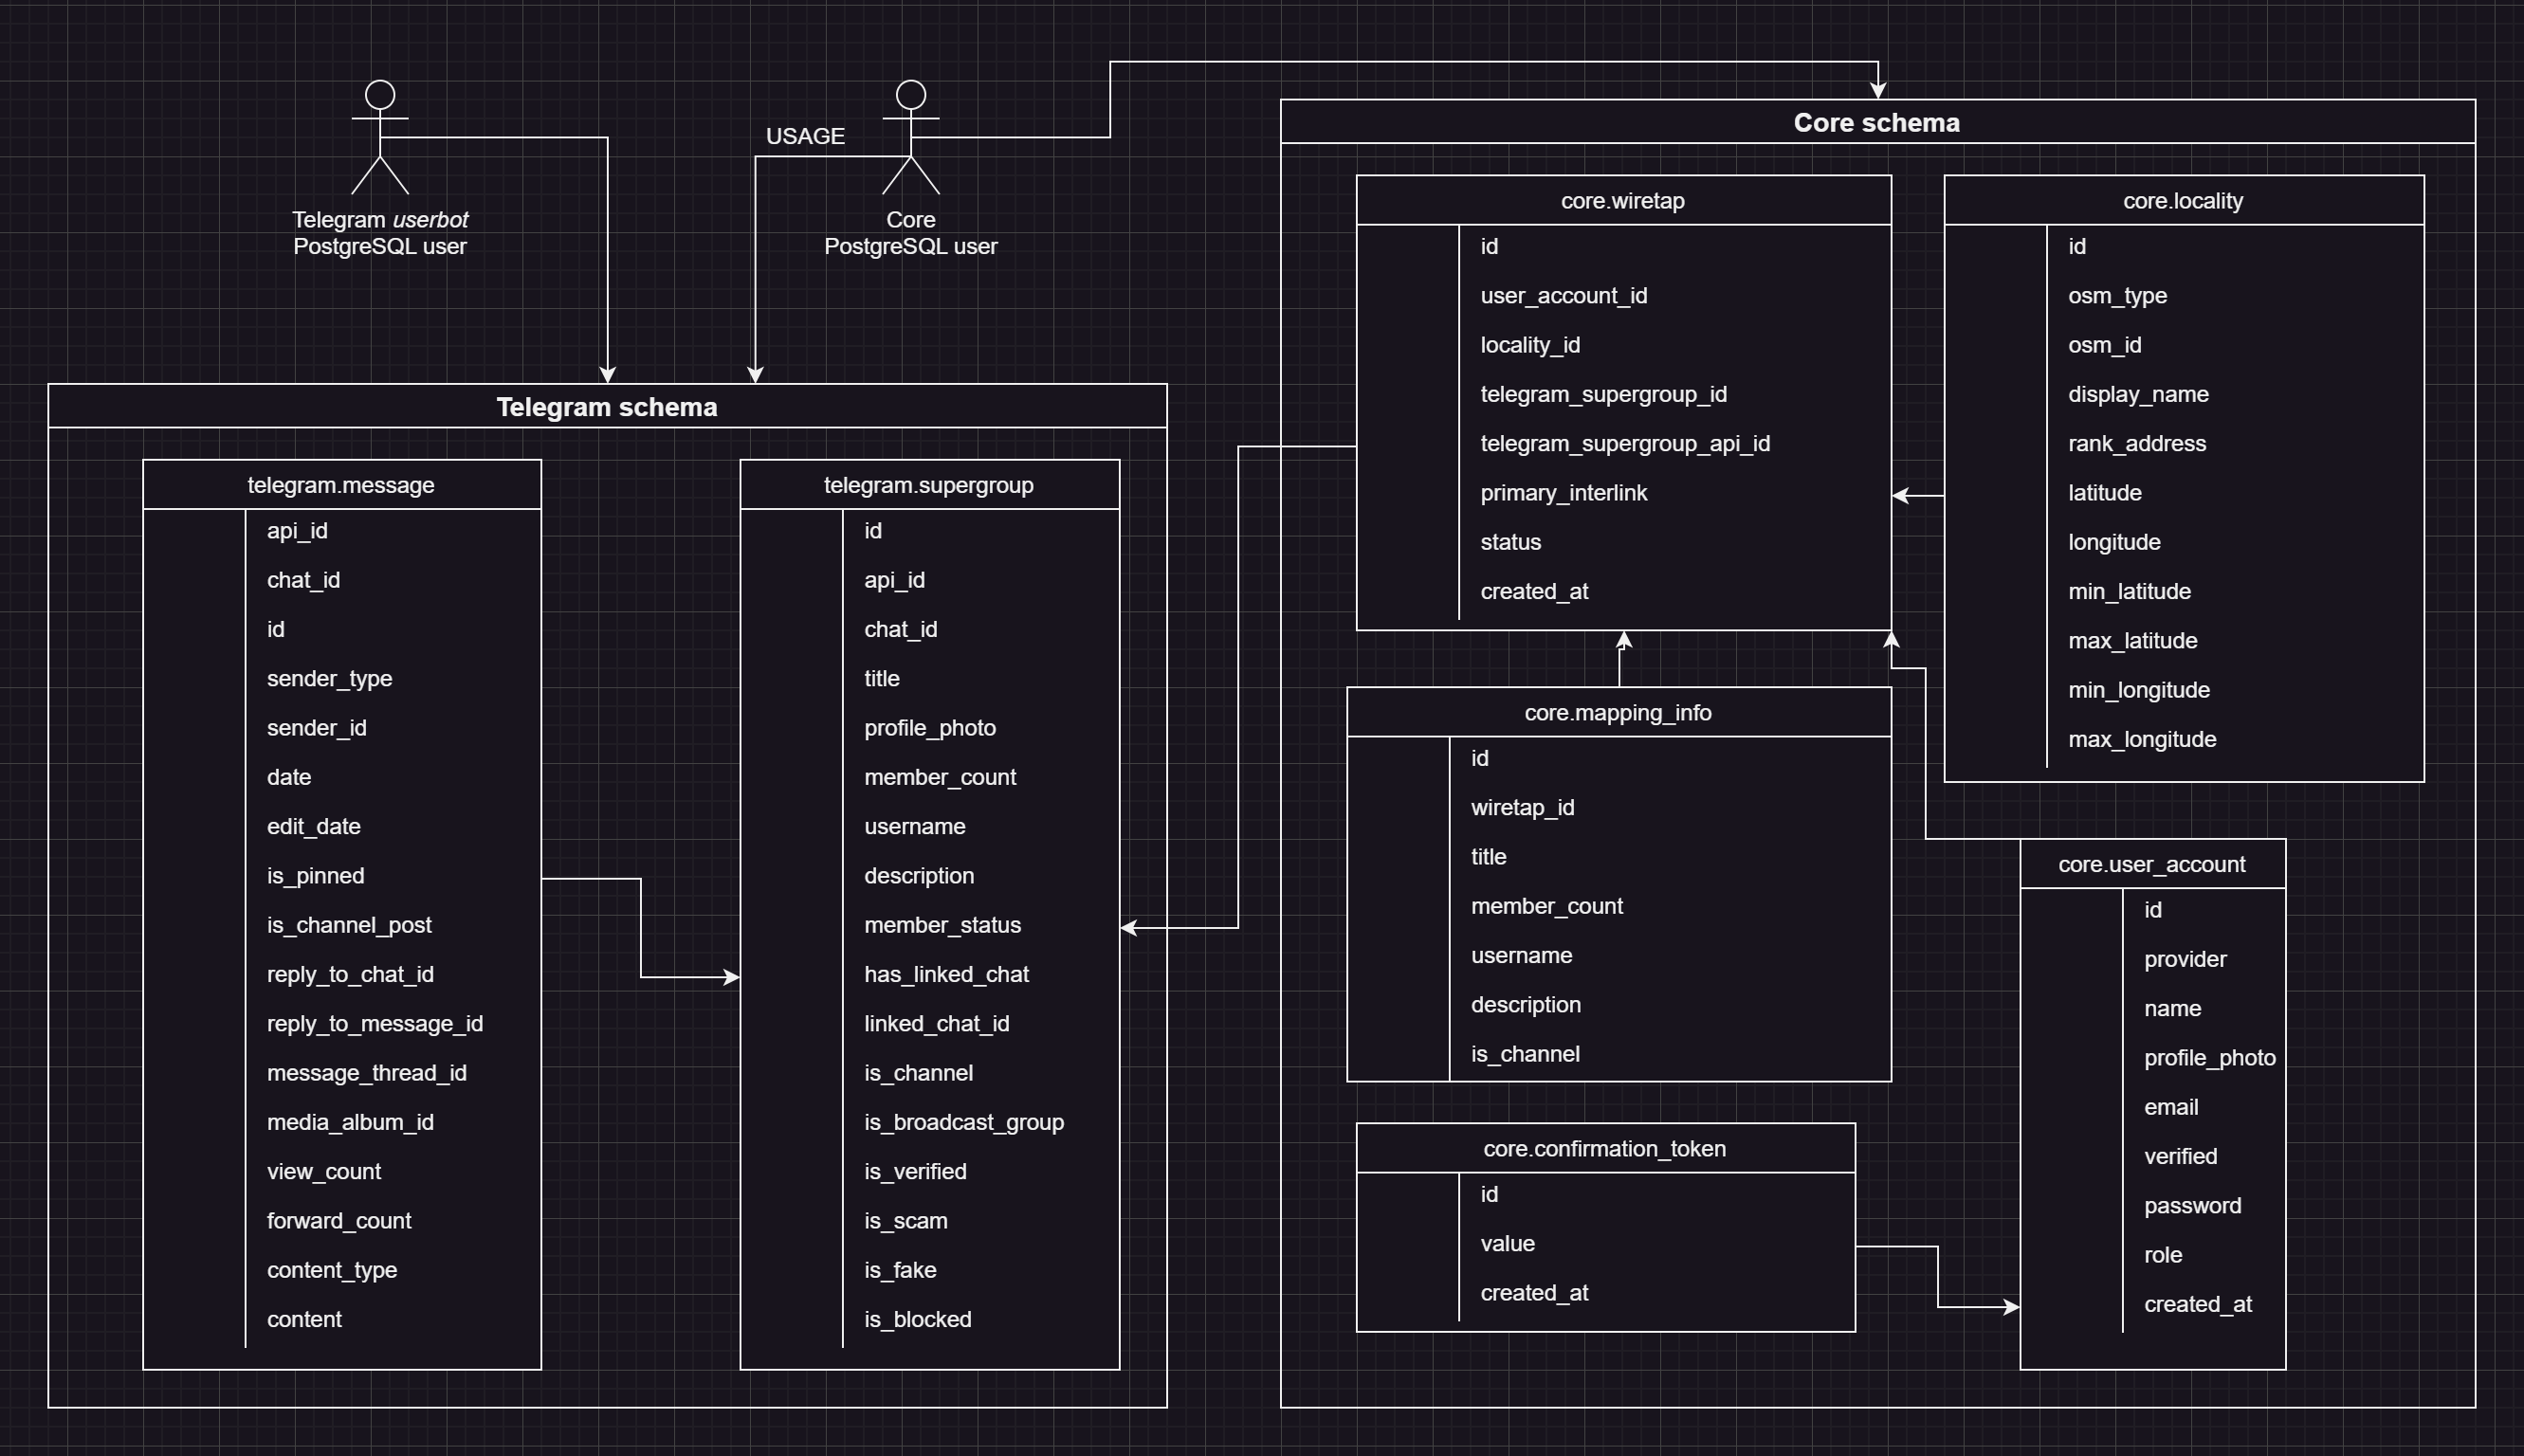 USAGE
Telegram userbot
PostgreSQL user
Core
PostgreSQL user
Telegram schema
telegram.message
api_id
chat_id
id
sender_type
sender_id
date
edit_date
is_pinned
is_channel_post
reply_to_chat_id
reply_to_message_id
message_thread_id
media_album_id
view_count
forward_count
content_type
content
telegram.supergroup
id
api_id
chat_id
title
profile_photo
member_count
username
description
member_status
has_linked_chat
linked_chat_id
is_channel
is_broadcast_group
is_verified
is_scam
is_fake
is_blocked
Core schema
core.wiretap
id
user_account_id
locality_id
telegram_supergroup_id
telegram_supergroup_api_id
primary_interlink
status
created_at
core.locality
id
osm_type
osm_id
display_name
rank_address
latitude
longitude
min_latitude
max_latitude
min_longitude
max_longitude
core.mapping_info
id
wiretap_id
title
member_count
username
description
is_channel
core.user_account
id
provider
name
profile_photo
email
verified
password
role
created_at
core.confirmation_token
id
value
created_at